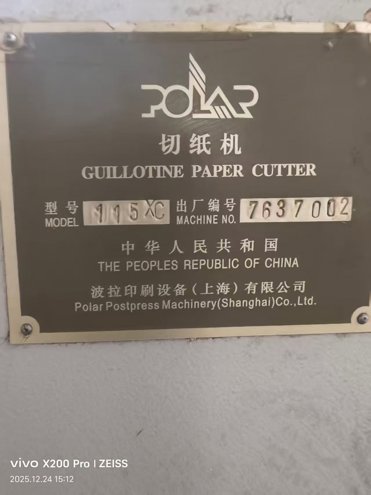 POLAR
切纸机
GUILLOTINE PAPER CUTTER
型号 115XC 出厂编号 7637002
MODEL MACHINE NO.
中华人民共和国
THE PEOPLES REPUBLIC OF CHINA
波拉印刷设备（上海）有限公司
Polar Postpress Machinery(Shanghai)Co.,Ltd.
vivo X200 Pro | ZEISS
2025.12.24 15:12